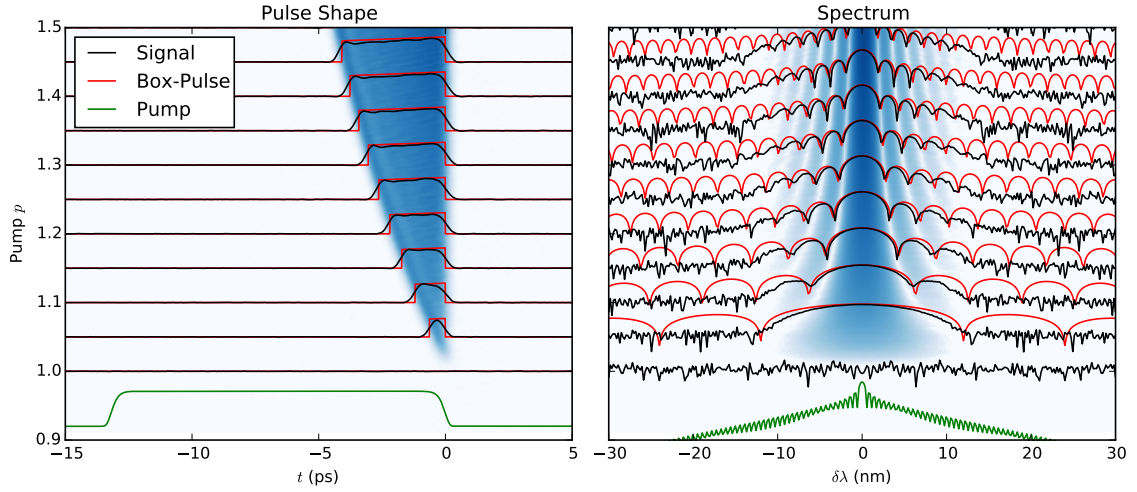 Pulse Shape
Signal
Box-Pulse
Pump
1.5
1.4
1.3
1.2
1.1
1.0
0.9
Pump p
−15
−10
−5
0
5
t (ps)
Spectrum
−30
−20
−10
0
10
20
30
δλ (nm)